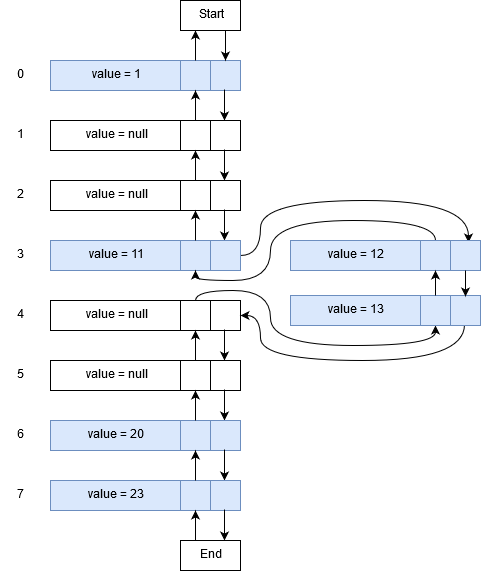 Start
0 value = 1
1 value = null
2 value = null
3 value = 11 value = 12
4 value = null value = 13
5 value = null
6 value = 20
7 value = 23
End